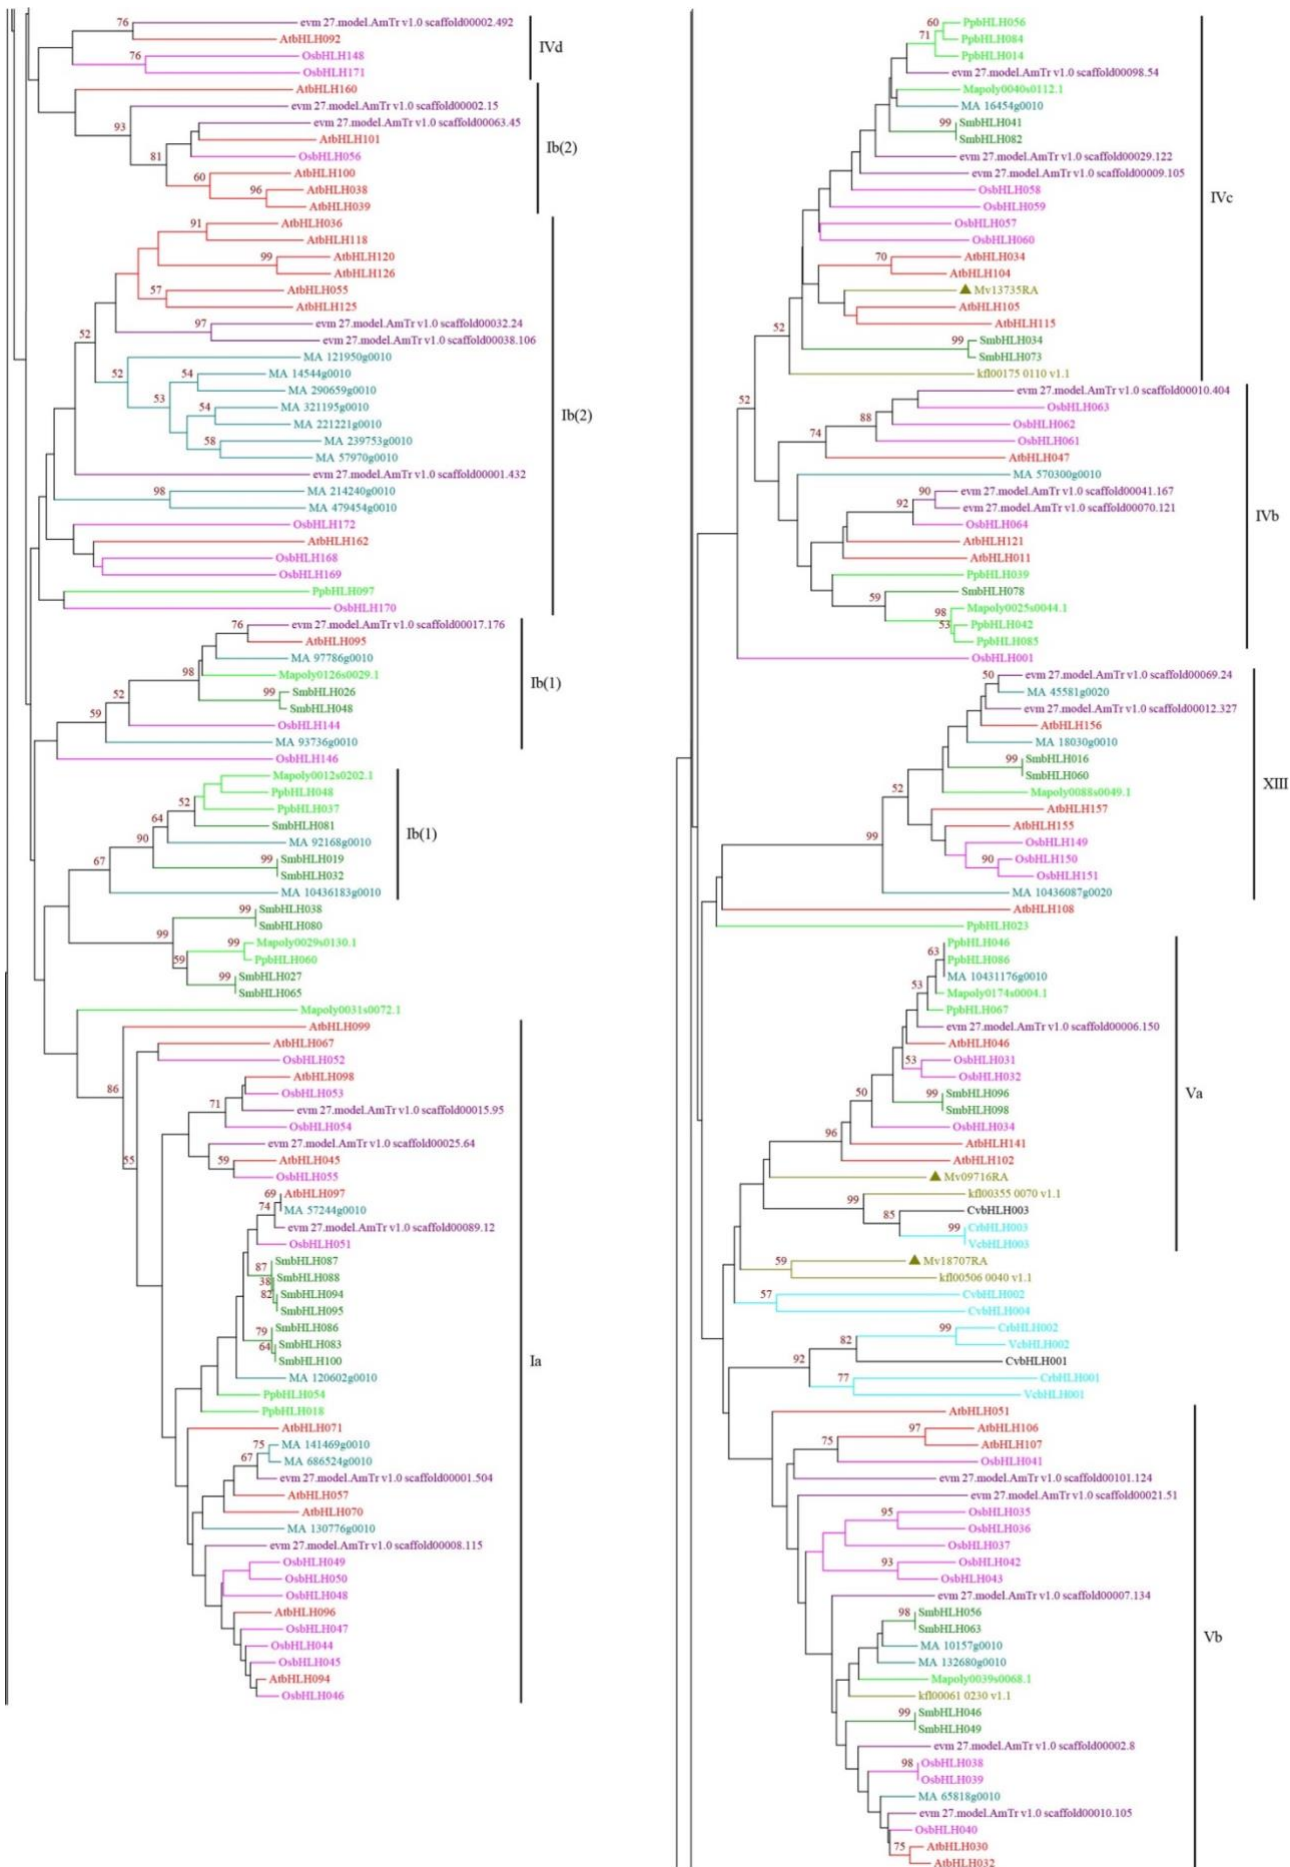 76
evm 27.model.AmTr v1.0 scaffold00002.492
AtbHLH092
76
OsbHLH148
OsbHLH171
IVd
AtbHLH160
evm 27.model.AmTr v1.0 scaffold00002.15
93
evm 27.model.AmTr v1.0 scaffold00063.45
AtbHLH101
81
OsbHLH056
60
AtbHLH100
96
AtbHLH038
AtbHLH039
Ib(2)
91
AtbHLH036
AtbHLH118
99
AtbHLH120
AtbHLH126
57
AtbHLH055
AtbHLH125
97
evm 27.model.AmTr v1.0 scaffold00032.24
52
evm 27.model.AmTr v1.0 scaffold00038.106
MA 121950g0010
52
54
MA 14544g0010
MA 290659g0010
53
54
MA 321195g0010
MA 221221g0010
58
MA 239753g0010
MA 57970g0010
evm 27.model.AmTr v1.0 scaffold00001.432
98
MA 214240g0010
MA 479454g0010
OsbHLH172
AtbHLH162
OsbHLH168
OsbHLH169
PpbHLH097
OsbHLH170
Ib(2)
76
evm 27.model.AmTr v1.0 scaffold00017.176
AtbHLH095
MA 97786g0010
98
Mapoly0126s0029.1
99
SmbHLH026
SmbHLH048
52
59
OsbHLH144
MA 93736g0010
OsbHLH146
Ib(1)
Mapoly0012s0202.1
PpbHLH048
52
PpbHLH037
64
SmbHLH081
90
MA 92168g0010
67
99
SmbHLH019
SmbHLH032
MA 10436183g0010
Ib(1)
99
SmbHLH038
SmbHLH080
99
99
Mapoly0029s0130.1
59
PpbHLH060
99
SmbHLH027
SmbHLH065
Mapoly0031s0072.1
AtbHLH099
AtbHLH067
OsbHLH052
86
AtbHLH098
OsbHLH053
71
evm 27.model.AmTr v1.0 scaffold00015.95
OsbHLH054
evm 27.model.AmTr v1.0 scaffold00025.64
55
59
AtbHLH045
OsbHLH055
69
AtbHLH097
74
MA 57244g0010
evm 27.model.AmTr v1.0 scaffold00089.12
OsbHLH051
87
SmbHLH087
38
SmbHLH088
82
SmbHLH094
SmbHLH095
79
SmbHLH086
64
SmbHLH083
SmbHLH100
MA 120602g0010
PpbHLH054
PpbHLH018
AtbHLH071
75
MA 141469g0010
67
MA 686524g0010
evm 27.model.AmTr v1.0 scaffold00001.504
AtbHLH057
AtbHLH070
MA 130776g0010
evm 27.model.AmTr v1.0 scaffold00008.115
OsbHLH049
OsbHLH050
OsbHLH048
AtbHLH096
OsbHLH047
OsbHLH044
OsbHLH045
AtbHLH094
OsbHLH046
Ia
60
PpbHLH056
71
PpbHLH084
PpbHLH014
evm 27.model.AmTr v1.0 scaffold00098.54
Mapoly0040s0112.1
MA 16454g0010
99
SmbHLH041
SmbHLH082
evm 27.model.AmTr v1.0 scaffold00029.122
evm 27.model.AmTr v1.0 scaffold00009.105
OsbHLH058
OsbHLH059
OsbHLH057
OsbHLH060
70
AtbHLH034
AtbHLH104
Mv13735RA
AtbHLH105
AtbHLH115
52
99
SmbHLH034
SmbHLH073
kfl00175 0110 v1.1
IVc
52
evm 27.model.AmTr v1.0 scaffold00010.404
OsbHLH063
88
OsbHLH062
74
OsbHLH061
AtbHLH047
MA 570300g0010
90
evm 27.model.AmTr v1.0 scaffold00041.167
92
evm 27.model.AmTr v1.0 scaffold00070.121
OsbHLH064
AtbHLH121
AtbHLH011
PpbHLH039
59
SmbHLH078
98
Mapoly0025s0044.1
53
PpbHLH042
PpbHLH085
IVb
OsbHLH001
50
evm 27.model.AmTr v1.0 scaffold00069.24
MA 45581g0020
evm 27.model.AmTr v1.0 scaffold00012.327
AtbHLH156
MA 18030g0010
99
SmbHLH016
SmbHLH060
52
Mapoly0088s0049.1
AtbHLH157
AtbHLH155
99
OsbHLH149
90
OsbHLH150
OsbHLH151
MA 10436087g0020
XIII
AtbHLH108
PpbHLH023
63
PpbHLH046
PpbHLH086
MA 10431176g0010
53
Mapoly0174s0004.1
PpbHLH067
evm 27.model.AmTr v1.0 scaffold00006.150
AtbHLH046
53
OsbHLH031
OsbHLH032
50
99
SmbHLH096
SmbHLH098
96
OsbHLH034
AtbHLH141
AtbHLH102
Mv09716RA
99
kfl00355 0070 v1.1
85
CvbHLH003
99
CrbHLH003
VcbHLH003
Va
59
Mv18707RA
kfl00506 0040 v1.1
57
CvbHLH002
CvbHLH004
99
CrbHLH002
82
VcbHLH002
92
CvbHLH001
77
CrbHLH001
VcbHLH001
AtbHLH051
97
AtbHLH106
75
AtbHLH107
OsbHLH041
evm 27.model.AmTr v1.0 scaffold00101.124
evm 27.model.AmTr v1.0 scaffold00021.51
95
OsbHLH035
OsbHLH036
OsbHLH037
93
OsbHLH042
OsbHLH043
evm 27.model.AmTr v1.0 scaffold00007.134
98
SmbHLH056
SmbHLH063
MA 10157g0010
MA 132680g0010
Mapoly0039s0068.1
kfl00061 0230 v1.1
99
SmbHLH046
SmbHLH049
evm 27.model.AmTr v1.0 scaffold00002.8
98
OsbHLH038
OsbHLH039
MA 65818g0010
evm 27.model.AmTr v1.0 scaffold00010.105
OsbHLH040
75
AtbHLH030
AtbHLH032
Vb